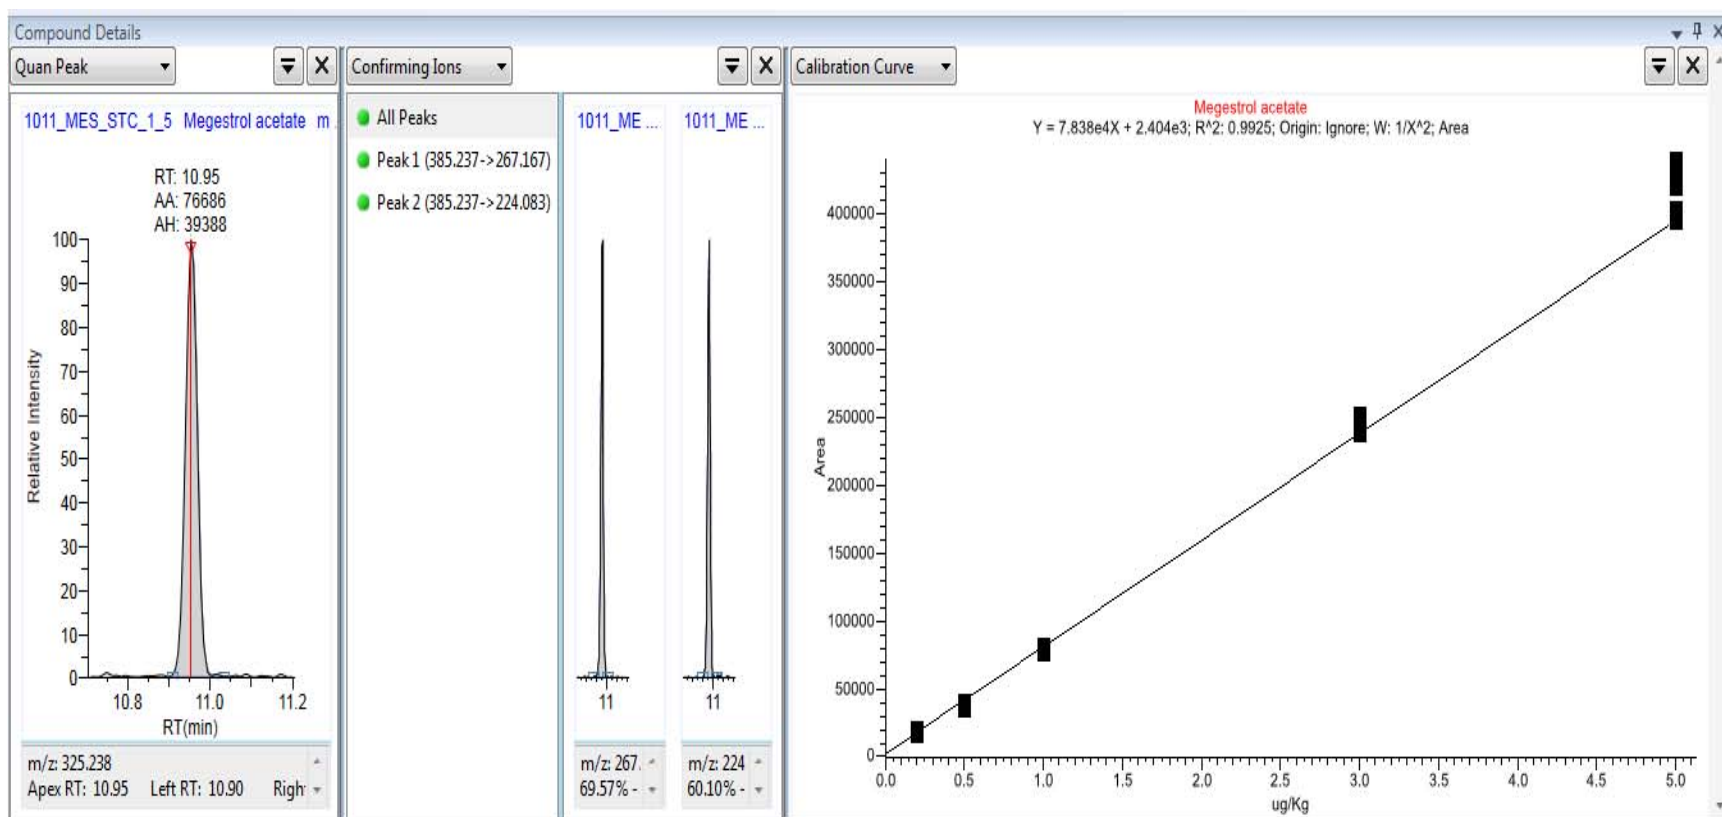 Compound Details
Quan Peak
Confirming Ions
Calibration Curve
1011_MES_STC_1_5 Megestrol acetate m
RT: 10.95
AA: 76686
AH: 39388
100
90
80
70
60
50
40
30
20
10
0
Relative Intensity
10.8 11.0 11.2
RT(min)
m/z: 325.238
Apex RT: 10.95 Left RT: 10.90 Righ
All Peaks
Peak 1 (385.237->267.167)
Peak 2 (385.237->224.083)
1011_ME ...
11
m/z: 267.
69.57% -
1011_ME ...
11
m/z: 224
60.10% -
Megestrol acetate
Y = 7.838e4X + 2.404e3; R^2: 0.9925; Origin: Ignore; W: 1/X^2; Area
400000
350000
300000
250000
200000
150000
100000
50000
0
Area
0.0 0.5 1.0 1.5 2.0 2.5 3.0 3.5 4.0 4.5 5.0
ug/Kg